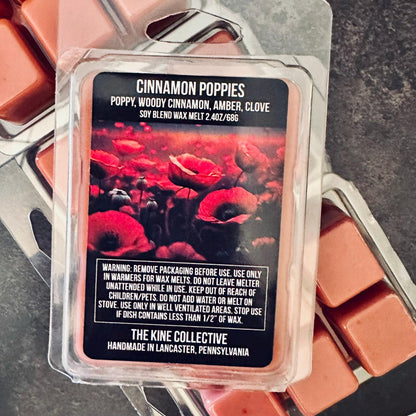 CINNAMON POPPIES
POPPY, WOODY CINNAMON, AMBER, CLOVE
SOY BLEND WAX MELT 2.4OZ/68G
WARNING: REMOVE PACKAGING BEFORE USE. USE ONLY
IN WARMERS FOR WAX MELTS. DO NOT LEAVE MELTER
UNATTENDED WHILE IN USE. KEEP OUT OF REACH OF
CHILDREN/PETS. DO NOT ADD WATER OR MELT ON
STOVE. USE ONLY IN WELL VENTILATED AREAS. STOP USE
IF DISH CONTAINS LESS THAN 1/2" OF WAX.
THE KINE COLLECTIVE
HANDMADE IN LANCASTER, PENNSYLVANIA